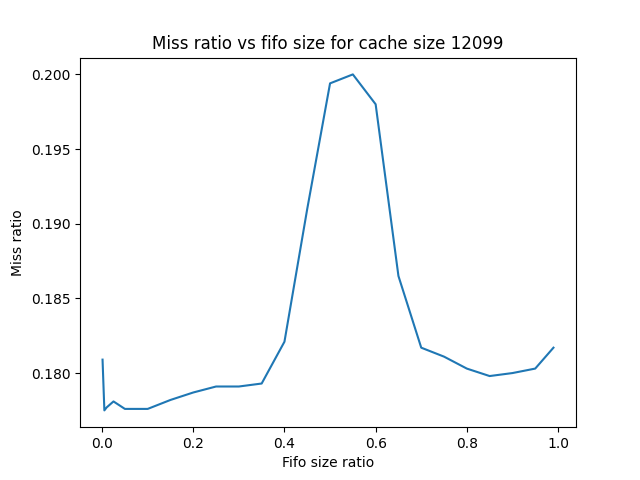 Miss ratio vs fifo size for cache size 12099
0.200
0.195
0.190
0.185
0.180
Miss ratio
0.0 0.2 0.4 0.6 0.8 1.0
Fifo size ratio